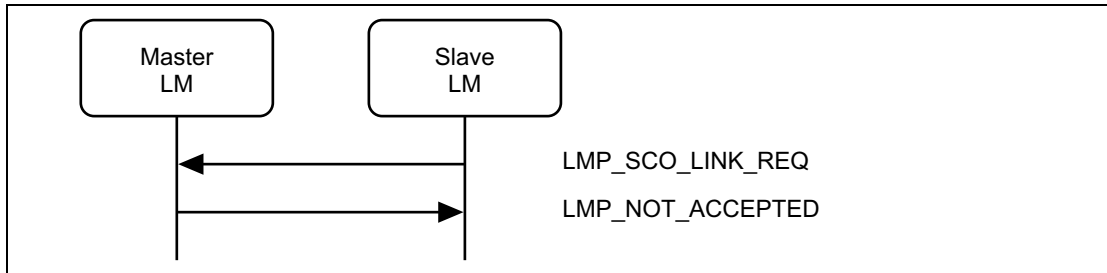 Master
LM
Slave
LM
LMP_SCO_LINK_REQ
LMP_NOT_ACCEPTED